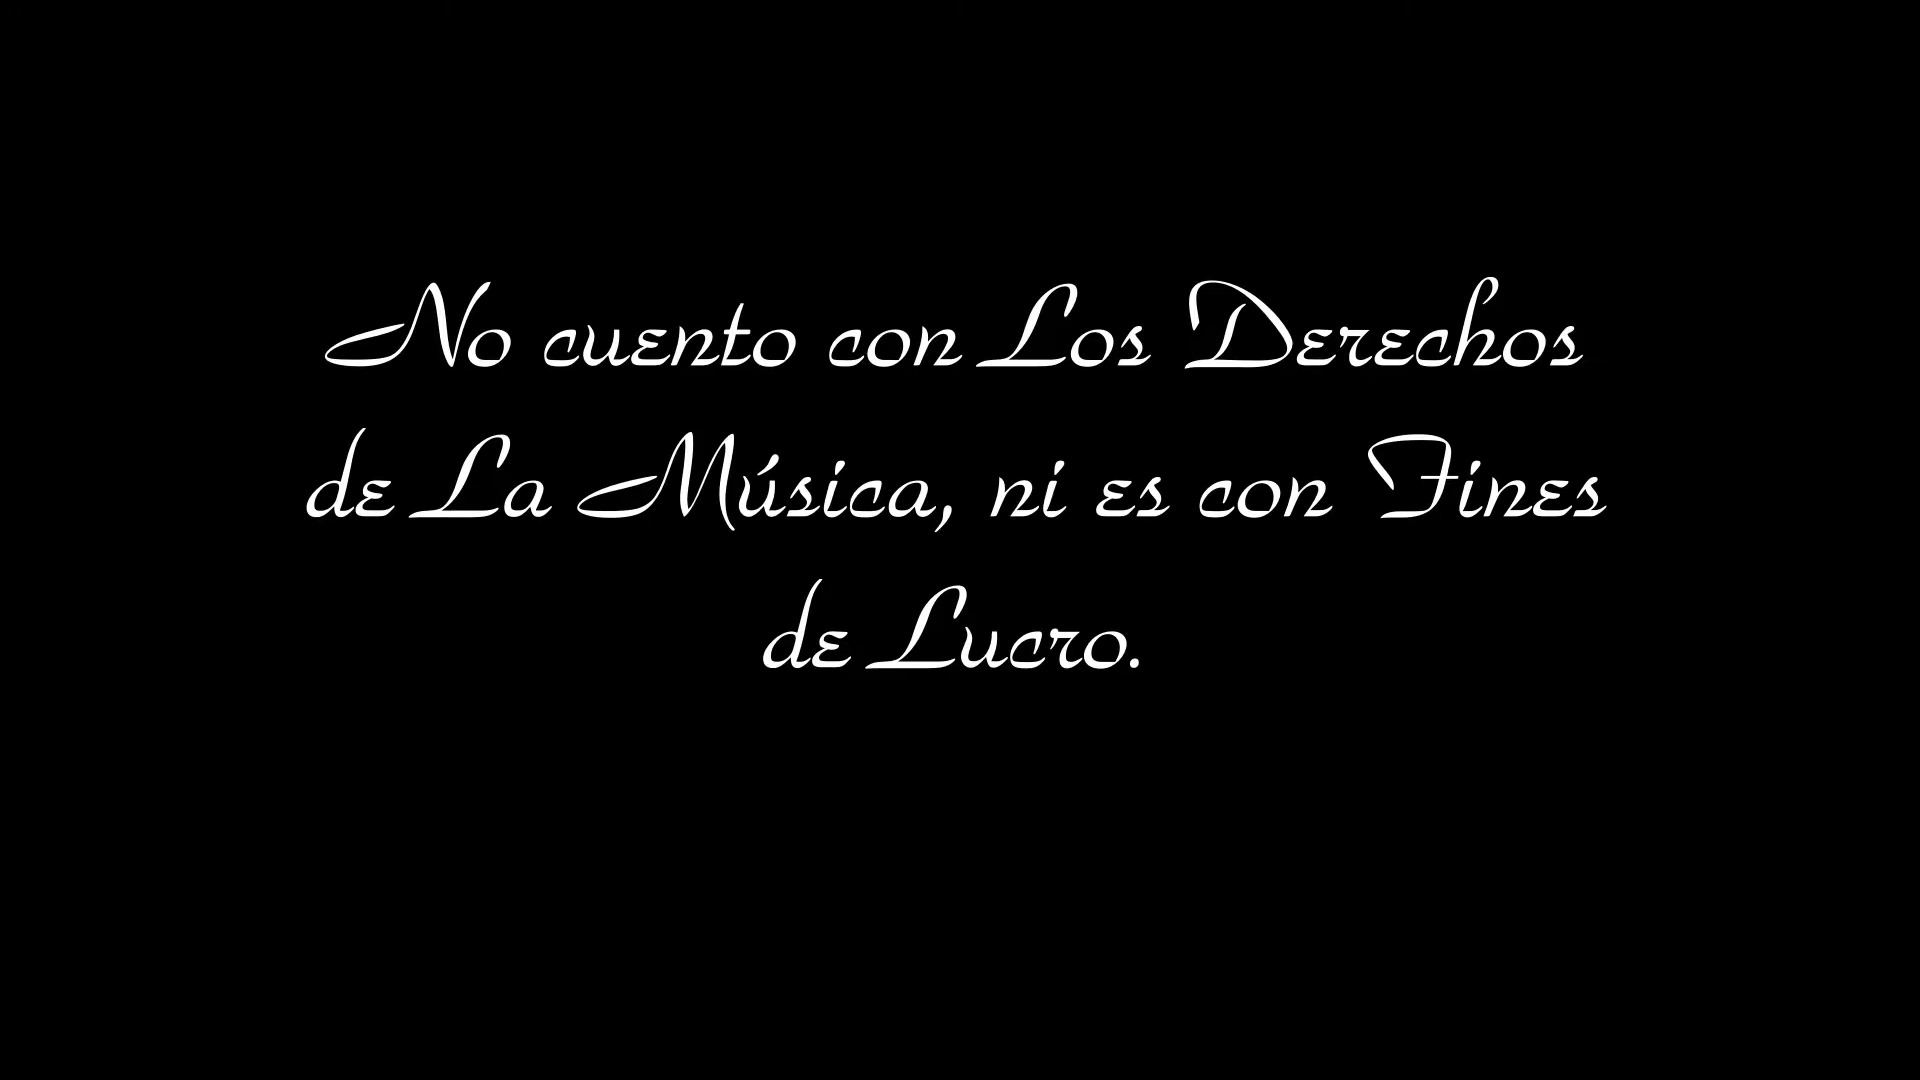 No cuento con Los Derechos
de La Música, ni es con Fines
de Lucro.